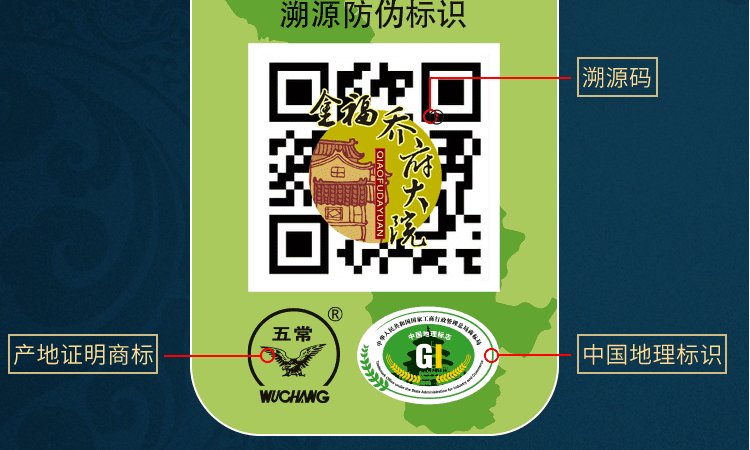 溯源防伪标识
溯源码
金福乔府大院
QIAOFUDAYUAN
五常
®
WUCHANG
中华人民共和国国家工商行政管理总局商标局
中国地理标志
GI
产地证明商标
中国地理标识